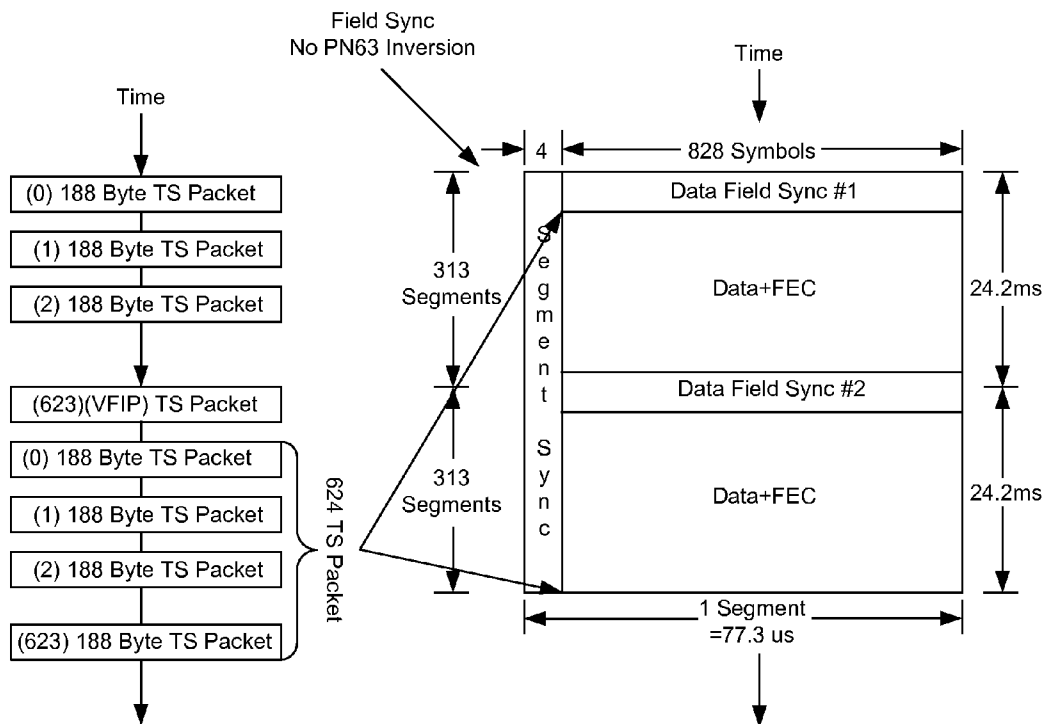 Field Sync
No PN63 Inversion
Time
(0) 188 Byte TS Packet
(1) 188 Byte TS Packet
(2) 188 Byte TS Packet
(623)(VFIP) TS Packet
(0) 188 Byte TS Packet
(1) 188 Byte TS Packet
(2) 188 Byte TS Packet
(623) 188 Byte TS Packet
624 TS Packet
Time
4
828 Symbols
Data Field Sync #1
313
Segments
Segment Sync
Data+FEC
24.2ms
Data Field Sync #2
313
Segments
Data+FEC
24.2ms
1 Segment
=77.3 us